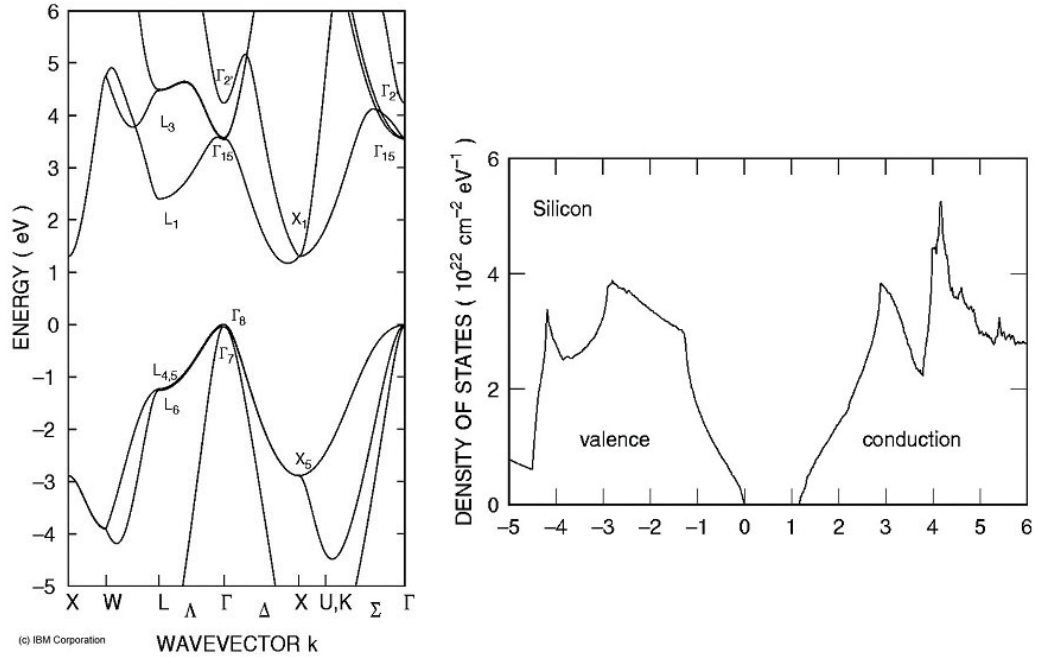 6
5
4
3
2
1
0
−1
−2
−3
−4
−5
ENERGY ( eV )
Γ2'
L3
Γ15
L1
X1
Γ8
Γ7
L4,5
L6
X5
Γ2'
Γ15
X W L Λ Γ Δ X U,K Σ Γ
WAVEVECTOR k
(c) IBM Corporation
DENSITY OF STATES ( 10²² cm⁻² eV⁻¹ )
6
4
2
0
Silicon
valence
conduction
−5 −4 −3 −2 −1 0 1 2 3 4 5 6